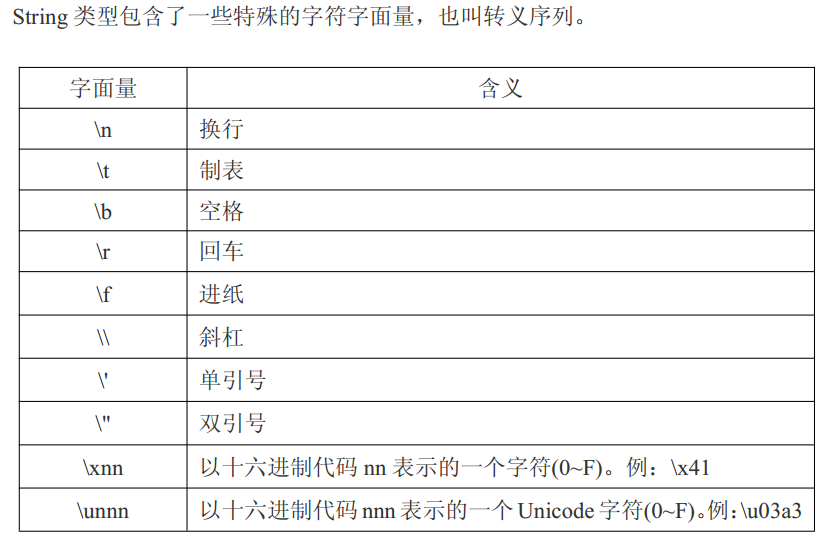 String 类型包含了一些特殊的字符字面量，也叫转义序列。
字面量 含义
\n 换行
\t 制表
\b 空格
\r 回车
\f 进纸
\\ 斜杠
\' 单引号
\" 双引号
\xnn 以十六进制代码 nn 表示的一个字符(0~F)。例：\x41
\unnn 以十六进制代码 nnn 表示的一个 Unicode 字符(0~F)。例：\u03a3